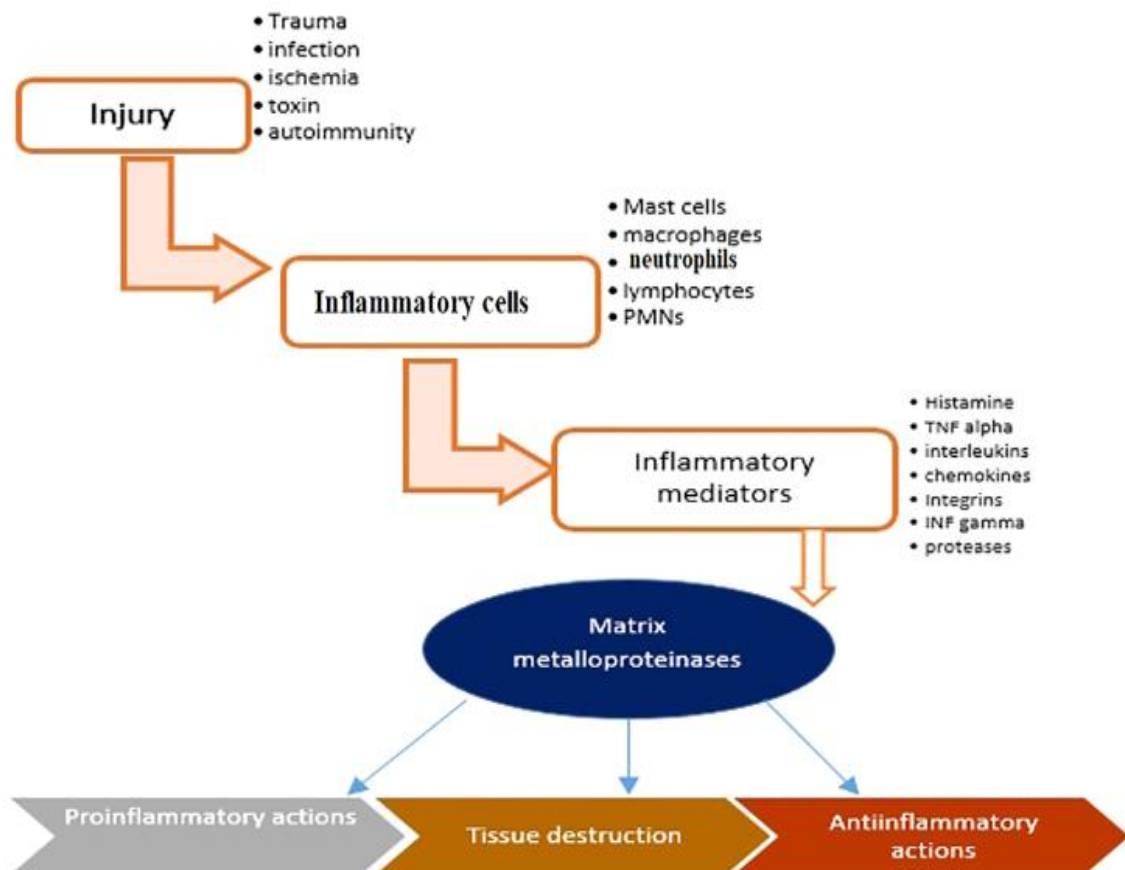 • Trauma
• infection
• ischemia
• toxin
• autoimmunity
Injury
• Mast cells
• macrophages
• neutrophils
• lymphocytes
• PMNs
Inflammatory cells
• Histamine
• TNF alpha
• interleukins
• chemokines
• Integrins
• INF gamma
• proteases
Inflammatory
mediators
Matrix
metalloproteinases
Proinflammatory actions
Tissue destruction
Antiinflammatory
actions